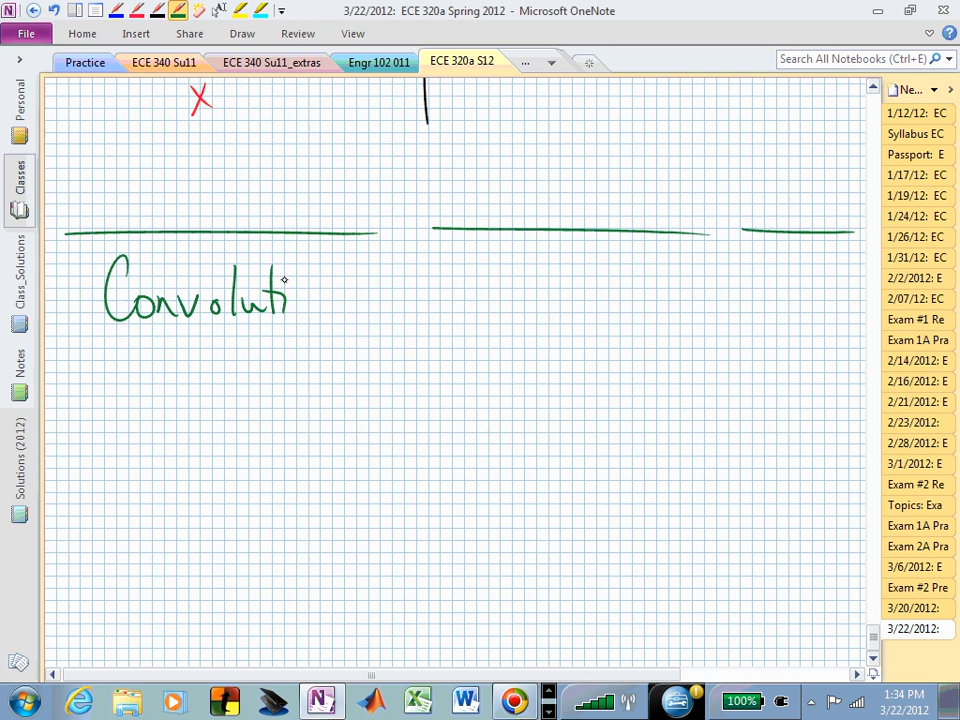 3/22/2012: ECE 320a Spring 2012 - Microsoft OneNote
File Home Insert Share Draw Review View
Practice ECE 340 Su11 ECE 340 Su11_extras Engr 102 011 ECE 320a S12 ...
Search All Notebooks (Ctrl+E)
Personal
Classes
Class_Solutions
Notes
Solutions (2012)
X
Convoluti
Ne...
1/12/12: EC
Syllabus EC
Passport: E
1/17/12: EC
1/19/12: EC
1/24/12: EC
1/26/12: EC
1/31/12: EC
2/2/2012: E
2/07/12: EC
Exam #1 Re
Exam 1A Pra
2/14/2012: E
2/16/2012: E
2/21/2012: E
2/23/2012:
2/28/2012: E
3/1/2012: E
Exam #2 Re
Topics: Exa
Exam 1A Pra
Exam 2A Pra
3/6/2012: E
Exam #2 Pre
3/20/2012:
3/22/2012:
100%
1:34 PM
3/22/2012